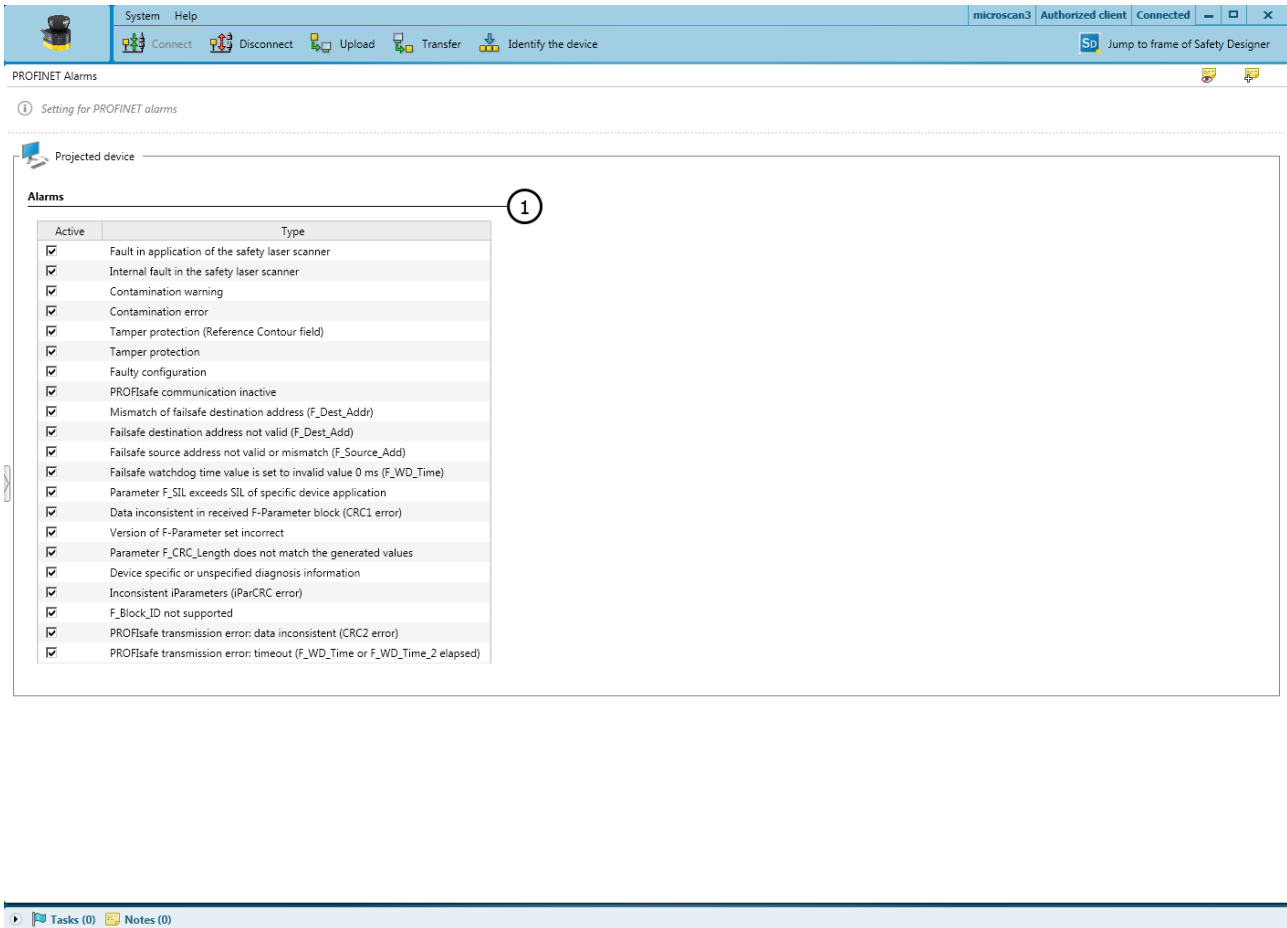 System Help microscan3 Authorized client Connected
Connect Disconnect Upload Transfer Identify the device SD Jump to frame of Safety Designer
PROFINET Alarms
Setting for PROFINET alarms
Projected device
Alarms
1
Active Type
Fault in application of the safety laser scanner
Internal fault in the safety laser scanner
Contamination warning
Contamination error
Tamper protection (Reference Contour field)
Tamper protection
Faulty configuration
PROFIsafe communication inactive
Mismatch of failsafe destination address (F_Dest_Addr)
Failsafe destination address not valid (F_Dest_Add)
Failsafe source address not valid or mismatch (F_Source_Add)
Failsafe watchdog time value is set to invalid value 0 ms (F_WD_Time)
Parameter F_SIL exceeds SIL of specific device application
Data inconsistent in received F-Parameter block (CRC1 error)
Version of F-Parameter set incorrect
Parameter F_CRC_Length does not match the generated values
Device specific or unspecified diagnosis information
Inconsistent iParameters (iParCRC error)
F_Block_ID not supported
PROFIsafe transmission error: data inconsistent (CRC2 error)
PROFIsafe transmission error: timeout (F_WD_Time or F_WD_Time_2 elapsed)
Tasks (0) Notes (0)